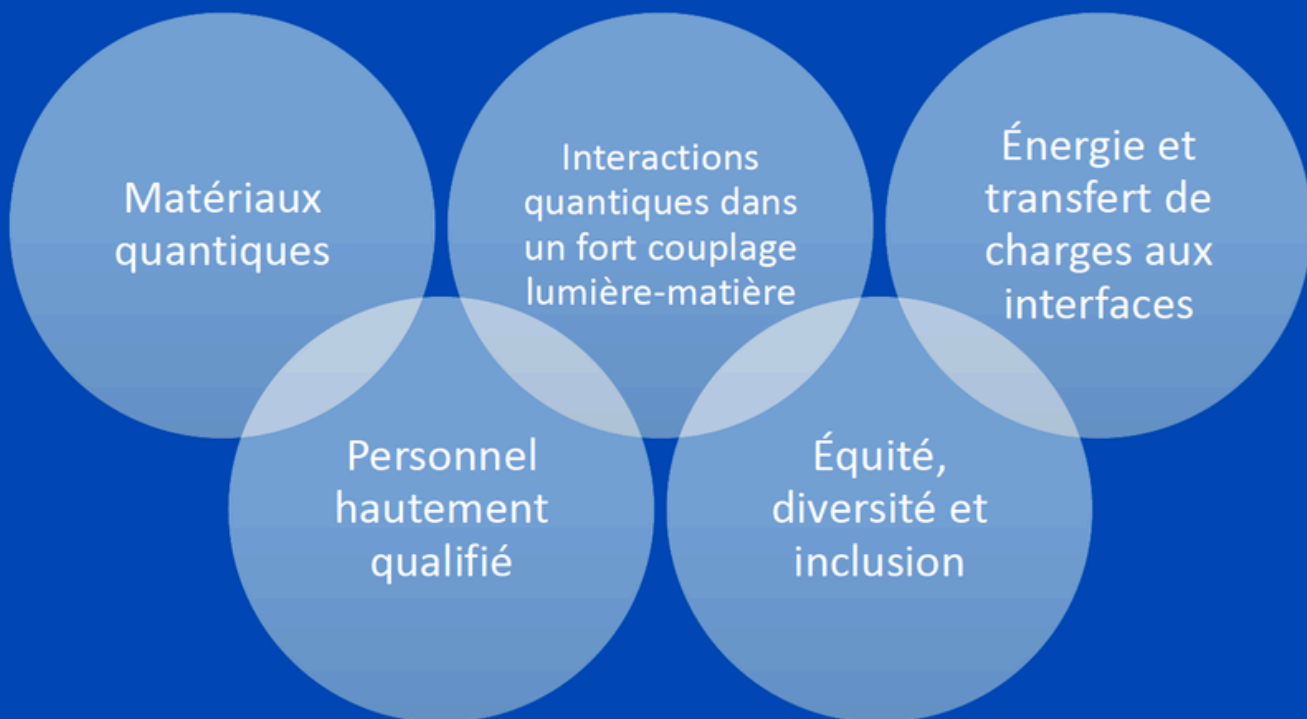 Matériaux
quantiques
Interactions
quantiques dans
un fort couplage
lumière-matière
Énergie et
transfert de
charges aux
interfaces
Personnel
hautement
qualifié
Équité,
diversité et
inclusion